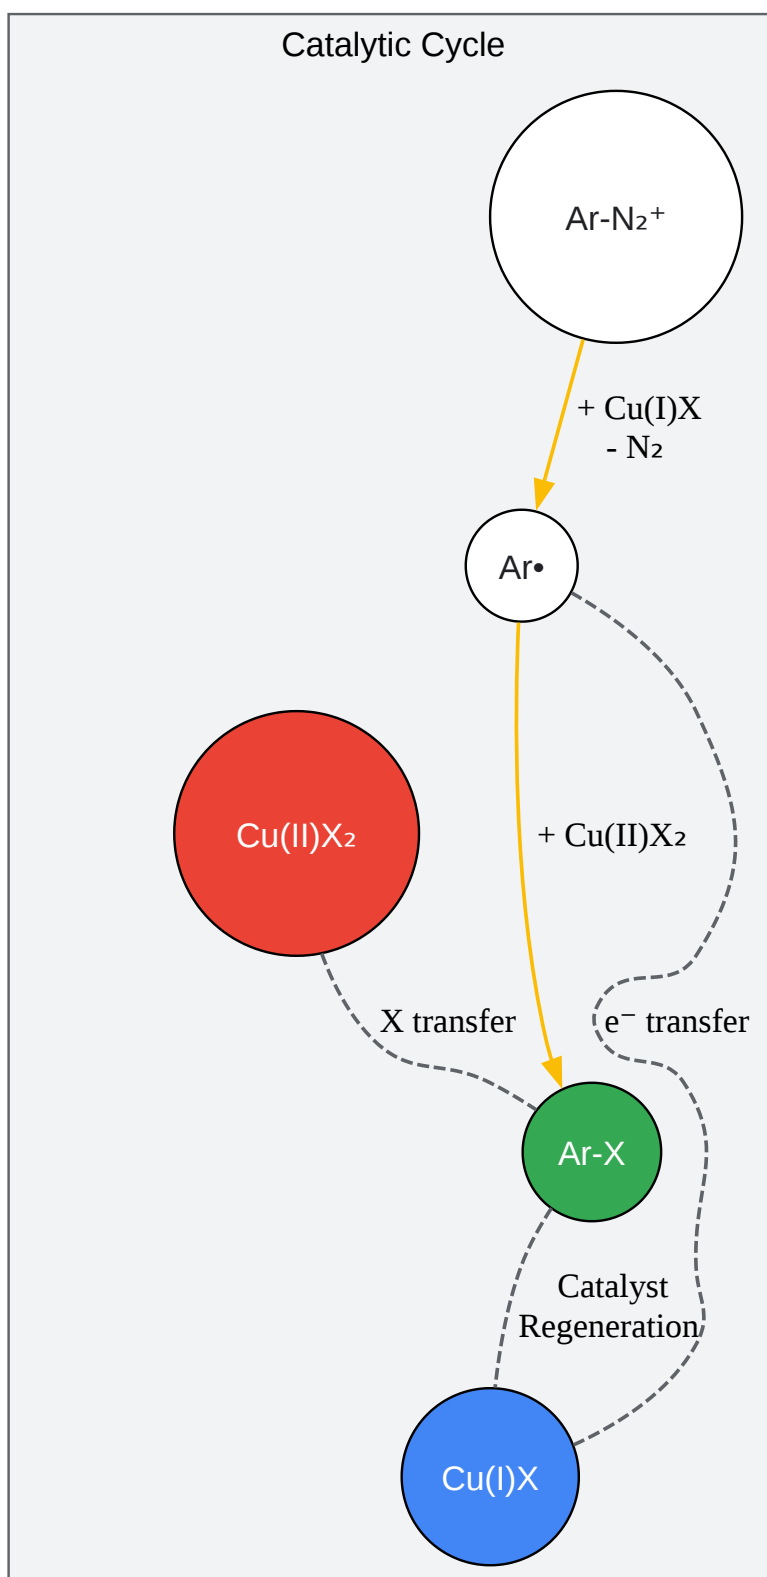 Catalytic Cycle
Ar-N₂⁺
+ Cu(I)X
- N₂
Ar•
Cu(II)X₂
+ Cu(II)X₂
X transfer
e⁻ transfer
Ar-X
Catalyst
Regeneration
Cu(I)X